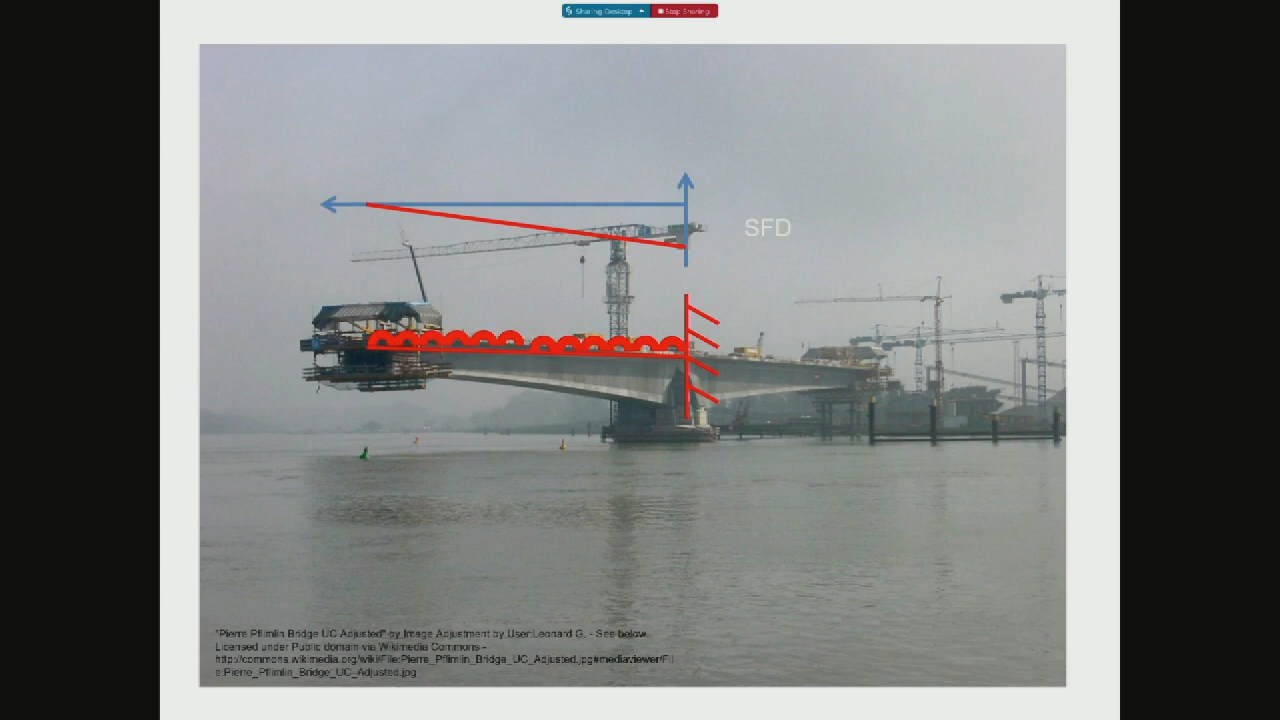 Sharing Desktop
Stop Sharing
SFD
"Pierre Pflimlin Bridge UC Adjusted" by Image Adjustment by User:Leonard G. - See below.
Licensed under Public domain via Wikimedia Commons -
http://commons.wikimedia.org/wiki/File:Pierre_Pflimlin_Bridge_UC_Adjusted.jpg#mediaviewer/Fil
e:Pierre_Pflimlin_Bridge_UC_Adjusted.jpg